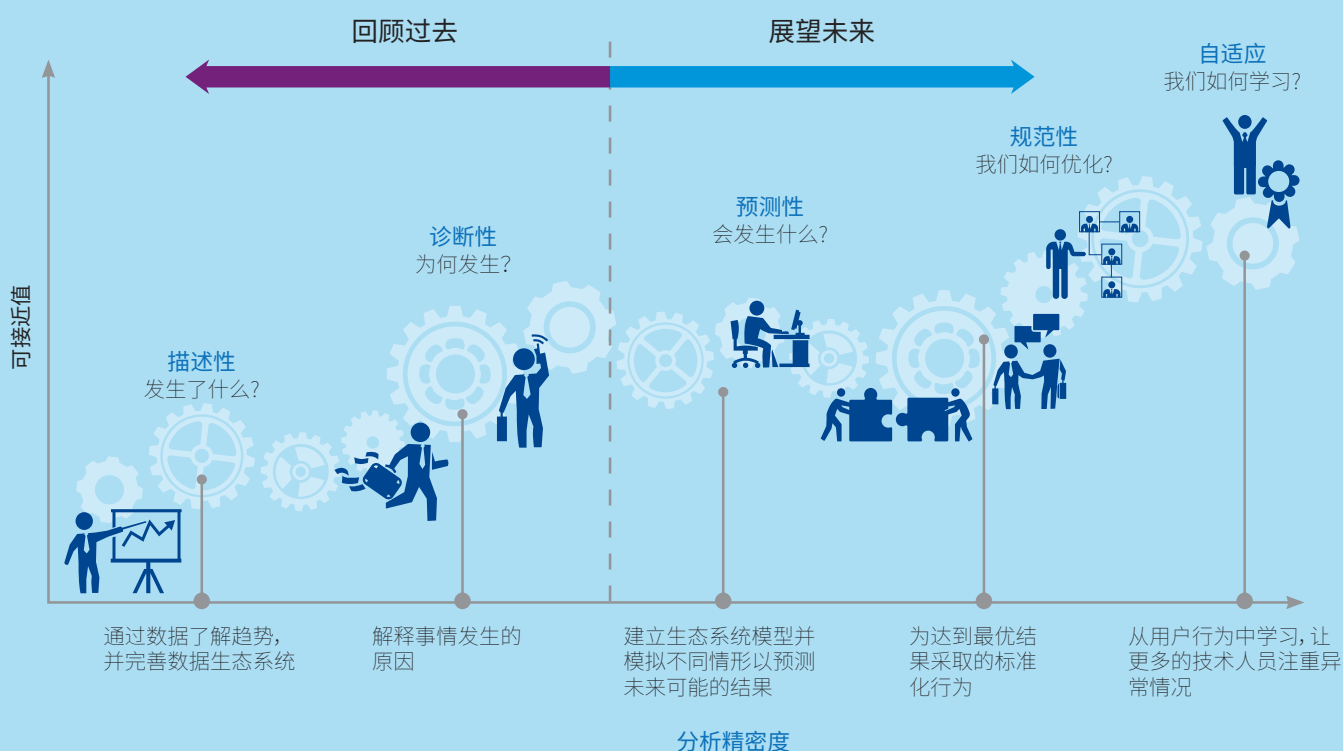 回顾过去
展望未来
自适应
我们如何学习?
规范性
我们如何优化?
预测性
会发生什么?
诊断性
为何发生?
描述性
发生了什么?
可接近值
通过数据了解趋势,
并完善数据生态系统
解释事情发生的
原因
建立生态系统模型并
模拟不同情形以预测
未来可能的结果
为达到最优结
果采取的标准
化行为
从用户行为中学习, 让
更多的技术人员注重异
常情况
分析精密度